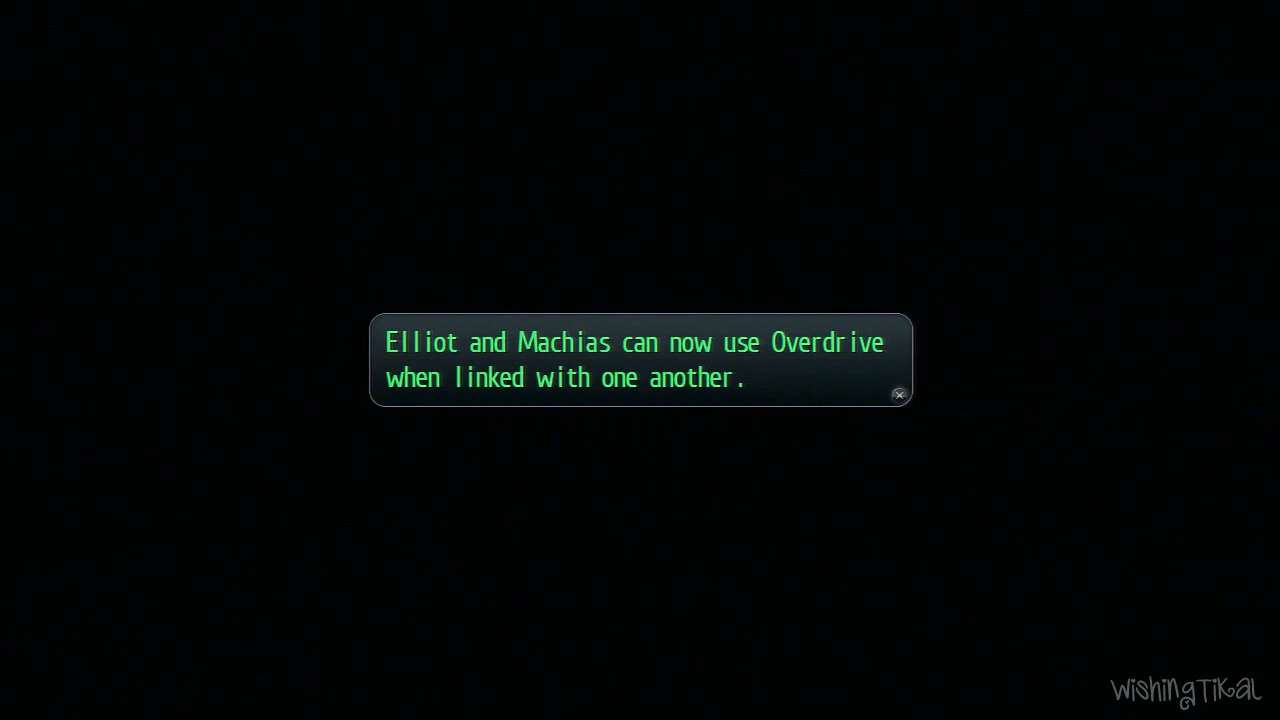 Elliot and Machias can now use Overdrive
when linked with one another.
WishingTikal